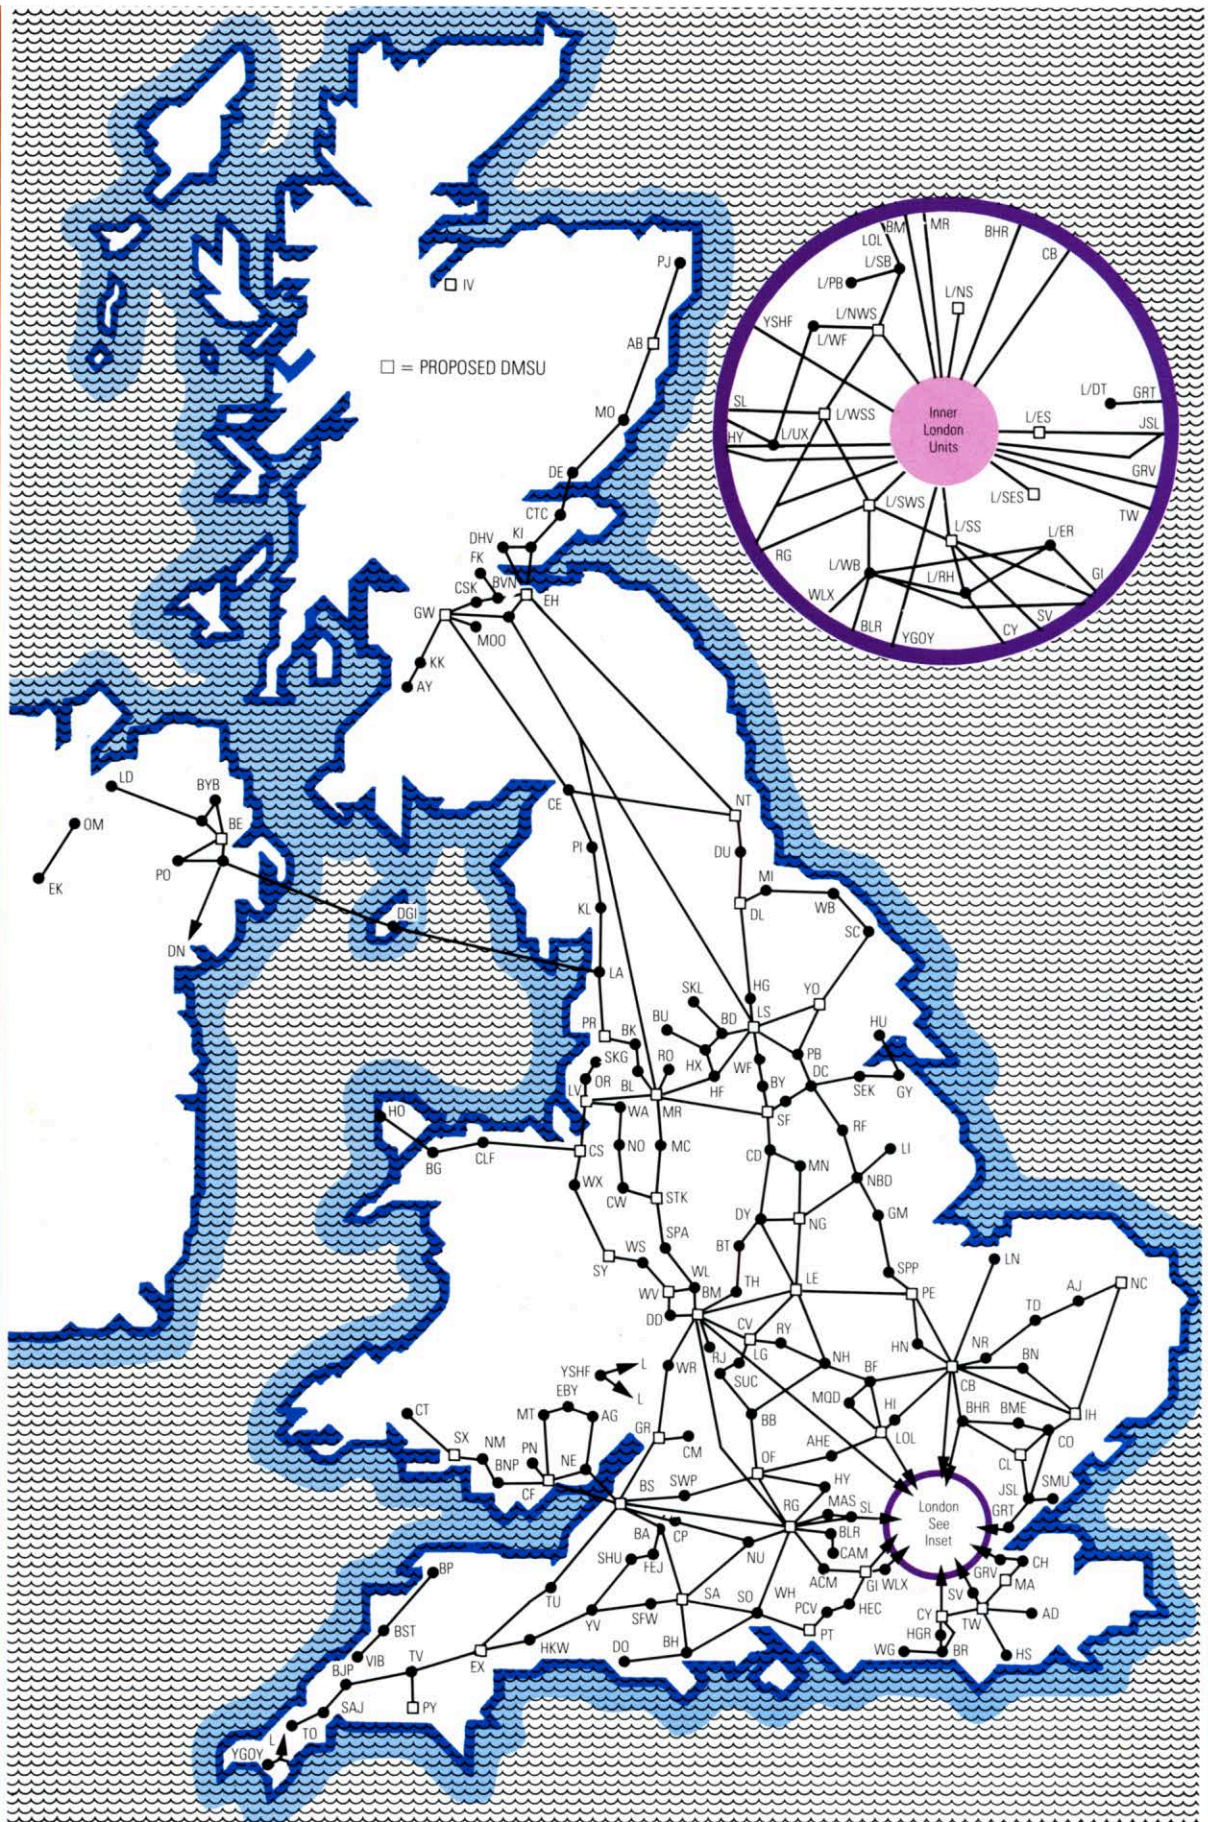 PJ
IV
AB
□ = PROPOSED DMSU
MO
DE
CTC
DHV
KI
FK
BVN
CSK
EH
GW
MOO
KK
AY
BM
MR
BHR
CB
LOL
L/SB
L/PB
L/NS
L/NWS
L/WF
YSHF
L/DT
GRT
SL
L/WSS
Inner
London
Units
L/ES
JSL
HY
L/UX
GRV
L/SES
TW
L/SWS
L/SS
L/ER
RG
L/WB
L/RH
GI
WLX
SV
BLR
YGOY
CY
LD
BYB
OM
BE
PO
EK
DN
DGI
CE
NT
PI
DU
MI
WB
DL
KL
SC
LA
HG
YO
SKL
LS
HU
PR
BK
BU
BD
SKG
RO
HX
WF
PB
DC
OR
BL
HF
BY
SEK
GY
LV
WA
MR
SF
HO
RF
NO
MC
CD
MN
LI
BG
CLF
CS
NBD
WX
CW
STK
DY
NG
GM
BT
SPA
SY
WS
WL
TH
LE
SPP
LN
WV
BM
PE
AJ
NC
DD
CV
RY
TD
LG
HN
NR
BN
RJ
NH
YSHF
L
WR
SUC
BF
CB
EBY
L
MQD
HI
BHR
BME
IH
CT
MT
AG
GR
BB
LOL
CO
SX
NM
PN
CM
AHE
CL
BNP
NE
OF
SMU
CF
BS
SWP
HY
JSL
RG
MAS
SL
London
See
Inset
GRT
BA
CP
BLR
SHU
FEJ
NU
CAM
BP
ACM
GI
WLX
GRV
CH
MA
TU
SA
SO
WH
SV
PCV
HEC
CY
TW
AD
BST
YV
SFW
PT
HGR
VIB
HKW
DO
BH
WG
BR
HS
BJP
TV
EX
SAJ
PY
TO
L
YGOY